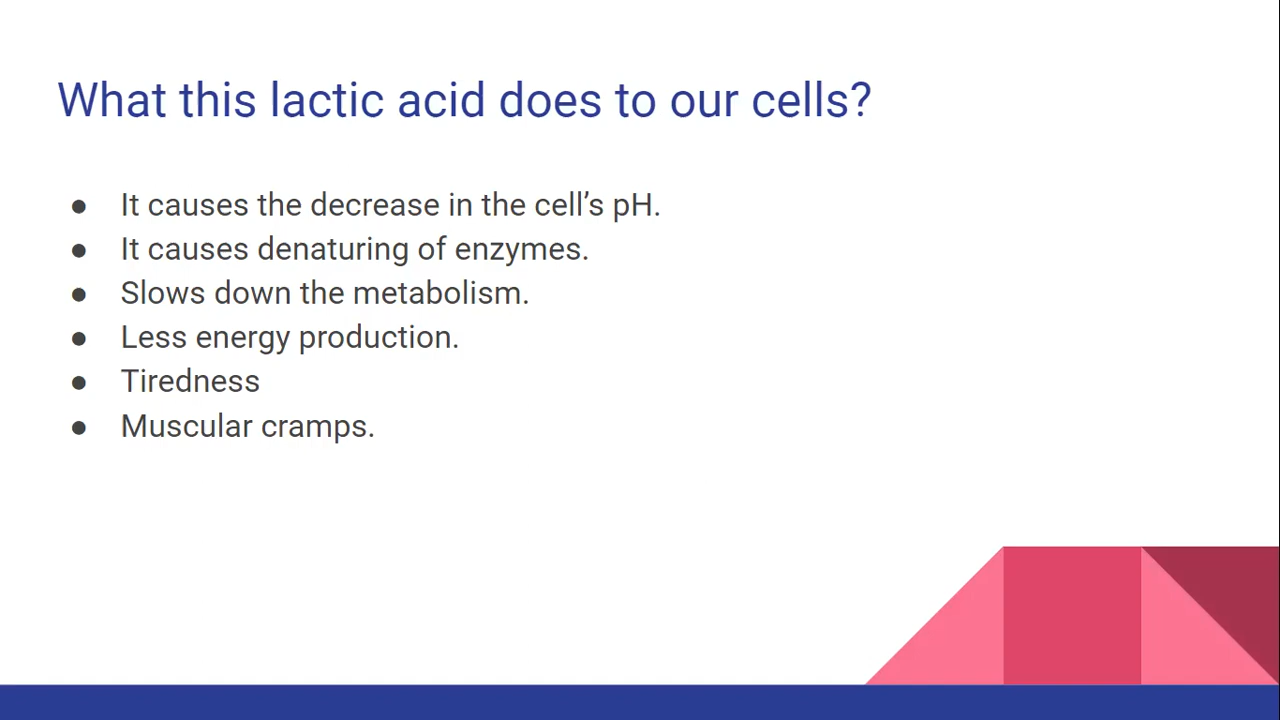 What this lactic acid does to our cells?
● It causes the decrease in the cell’s pH.
● It causes denaturing of enzymes.
● Slows down the metabolism.
● Less energy production.
● Tiredness
● Muscular cramps.